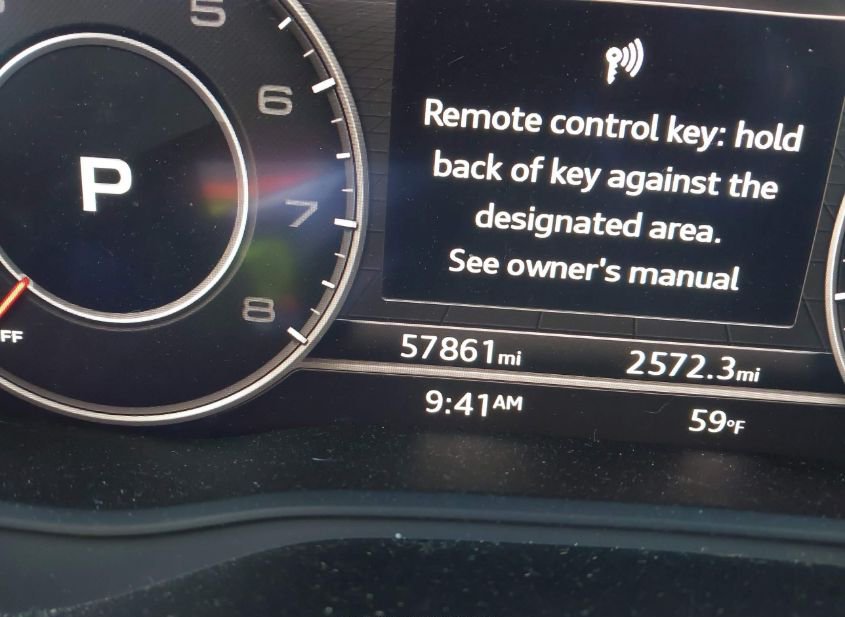 5
6
7
8
P
FF
Remote control key: hold
back of key against the
designated area.
See owner's manual
57861mi 2572.3mi
9:41AM 59°F